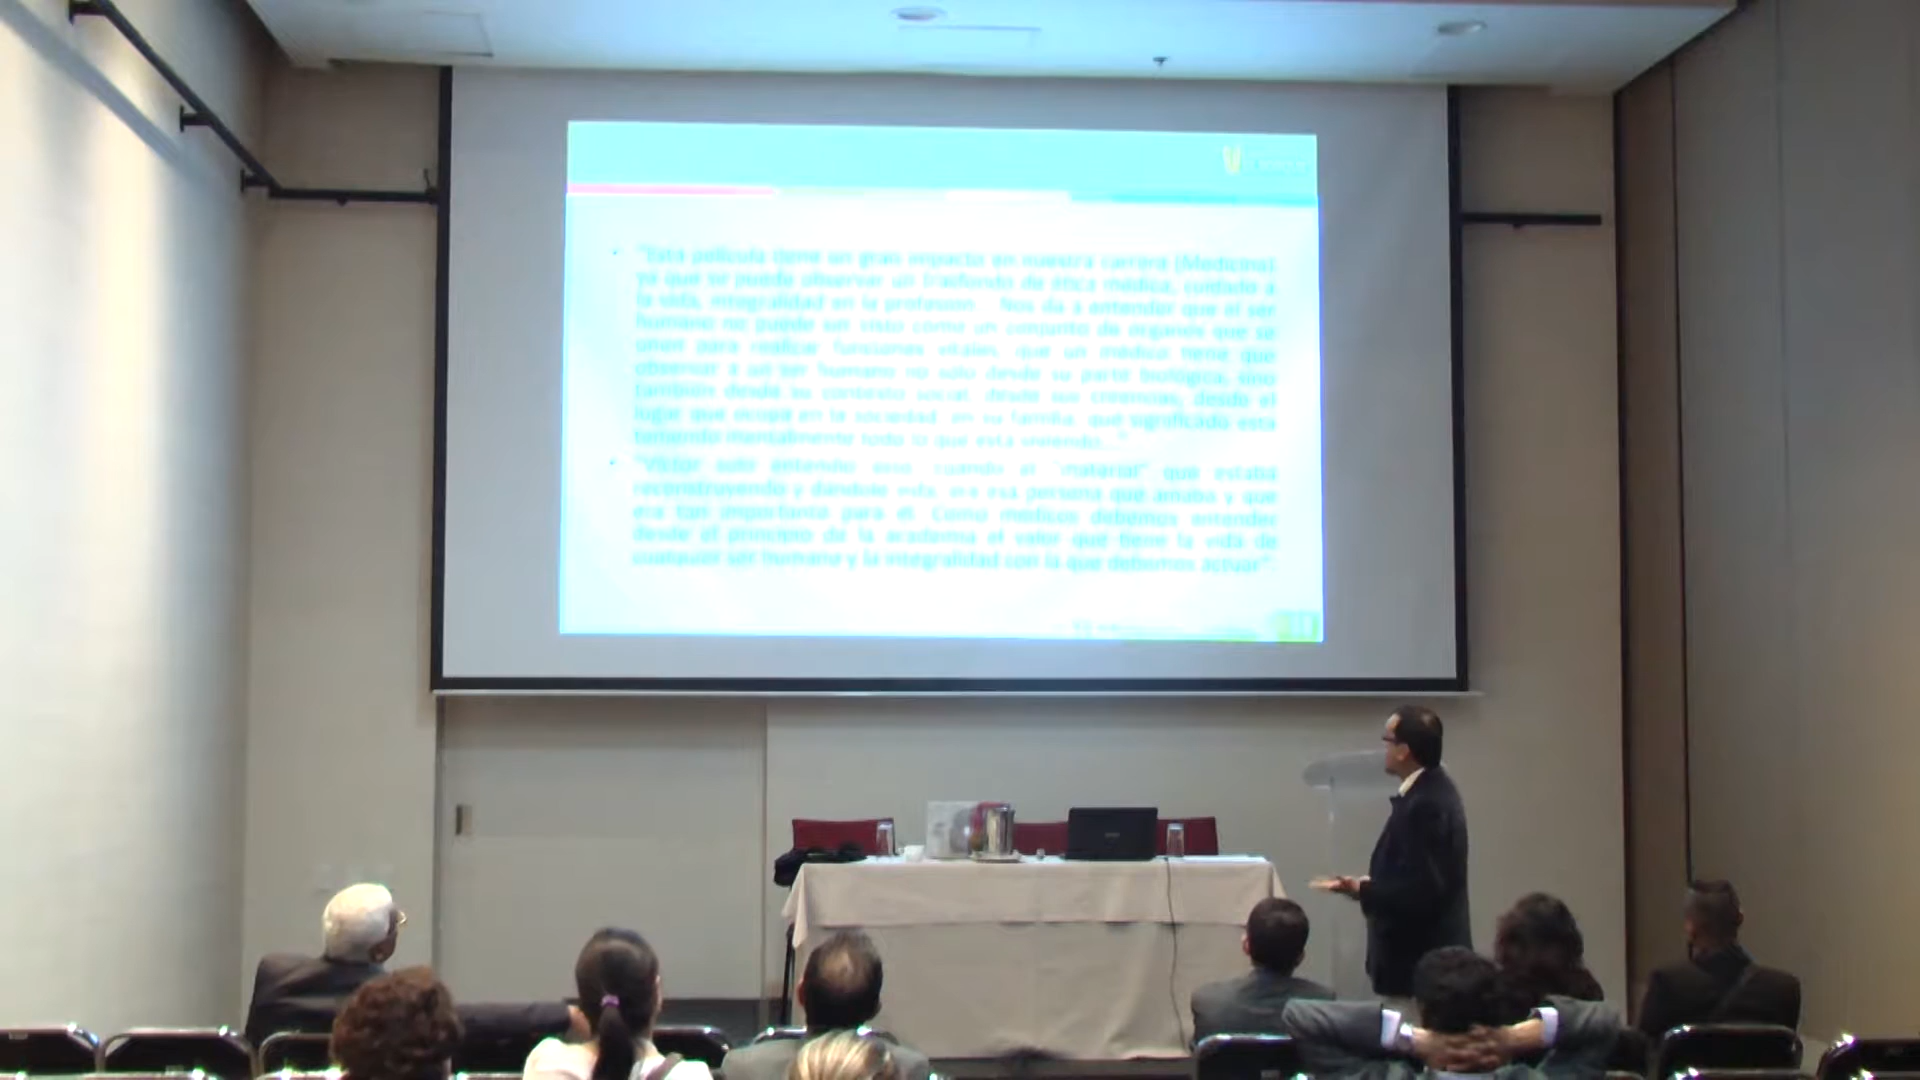 "Esta película tiene un gran impacto en nuestra carrera (Medicina)
ya que se puede observar un trasfondo de ética médica, cuidado a
la vida, integralidad en la profesión. Nos da a entender que el ser
humano no puede ser visto como un conjunto de órganos que se
unen para realizar funciones vitales, que un médico tiene que
observar a un ser humano no solo desde su parte biológica, sino
también desde su contexto social, desde sus creencias, desde el
lugar que ocupa en la sociedad, en su familia, qué significado está
tomando mentalmente todo lo que está viviendo..."
"Víctor solo entendió esto cuando el "material" que estaba
reconstruyendo y dándole vida, era esa persona que amaba y que
era tan importante para él. Como médicos debemos entender
desde el principio de la academia el valor que tiene la vida de
cualquier ser humano y la integralidad con la que debemos actuar".